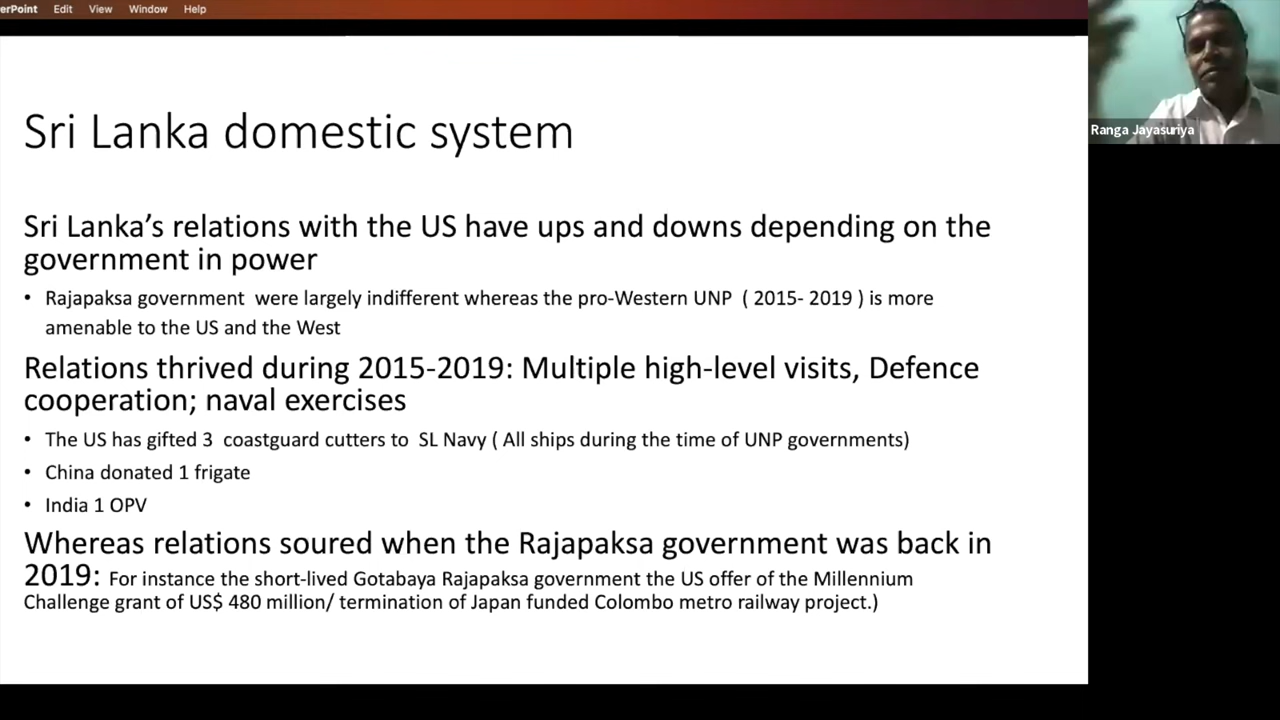 erPoint Edit View Window Help
Ranga Jayasuriya
Sri Lanka domestic system
Sri Lanka’s relations with the US have ups and downs depending on the
government in power
• Rajapaksa government were largely indifferent whereas the pro-Western UNP ( 2015- 2019 ) is more
amenable to the US and the West
Relations thrived during 2015-2019: Multiple high-level visits, Defence
cooperation; naval exercises
• The US has gifted 3 coastguard cutters to SL Navy ( All ships during the time of UNP governments)
• China donated 1 frigate
• India 1 OPV
Whereas relations soured when the Rajapaksa government was back in
2019: For instance the short-lived Gotabaya Rajapaksa government the US offer of the Millennium
Challenge grant of US$ 480 million/ termination of Japan funded Colombo metro railway project.)